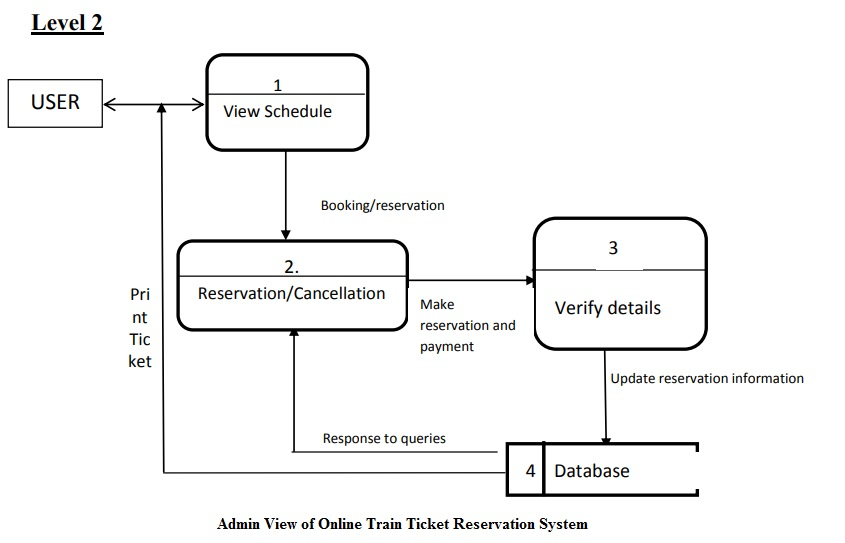 Level 2
USER
1
View Schedule
Booking/reservation
2.
Reservation/Cancellation
3
Verify details
Make
reservation and
payment
Pri
nt
Tic
ket
Update reservation information
Response to queries
4
Database
Admin View of Online Train Ticket Reservation System